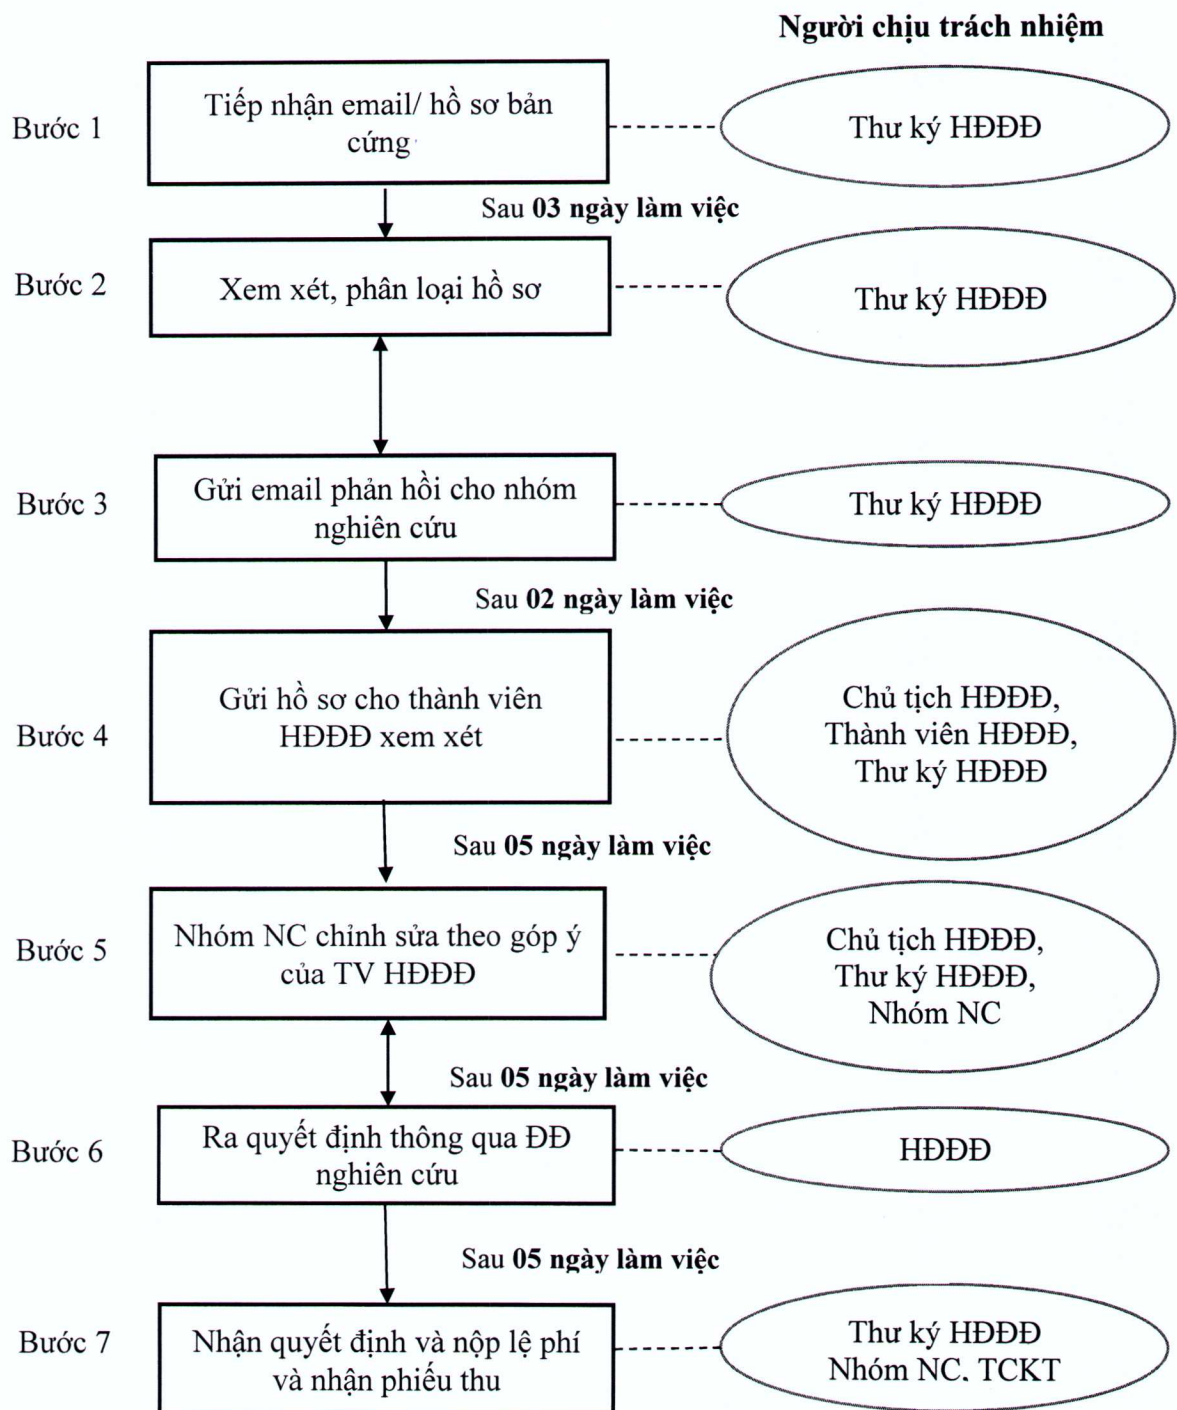 Người chịu trách nhiệm
Bước 1
Tiếp nhận email/ hồ sơ bản
cứng
Thư ký HĐĐĐ
Sau 03 ngày làm việc
Bước 2
Xem xét, phân loại hồ sơ
Thư ký HĐĐĐ
Bước 3
Gửi email phản hồi cho nhóm
nghiên cứu
Thư ký HĐĐĐ
Sau 02 ngày làm việc
Bước 4
Gửi hồ sơ cho thành viên
HĐĐĐ xem xét
Chủ tịch HĐĐĐ,
Thành viên HĐĐĐ,
Thư ký HĐĐĐ
Sau 05 ngày làm việc
Bước 5
Nhóm NC chỉnh sửa theo góp ý
của TV HĐĐĐ
Chủ tịch HĐĐĐ,
Thư ký HĐĐĐ,
Nhóm NC
Sau 05 ngày làm việc
Bước 6
Ra quyết định thông qua ĐĐ
nghiên cứu
HĐĐĐ
Sau 05 ngày làm việc
Bước 7
Nhận quyết định và nộp lệ phí
và nhận phiếu thu
Thư ký HĐĐĐ
Nhóm NC, TCKT